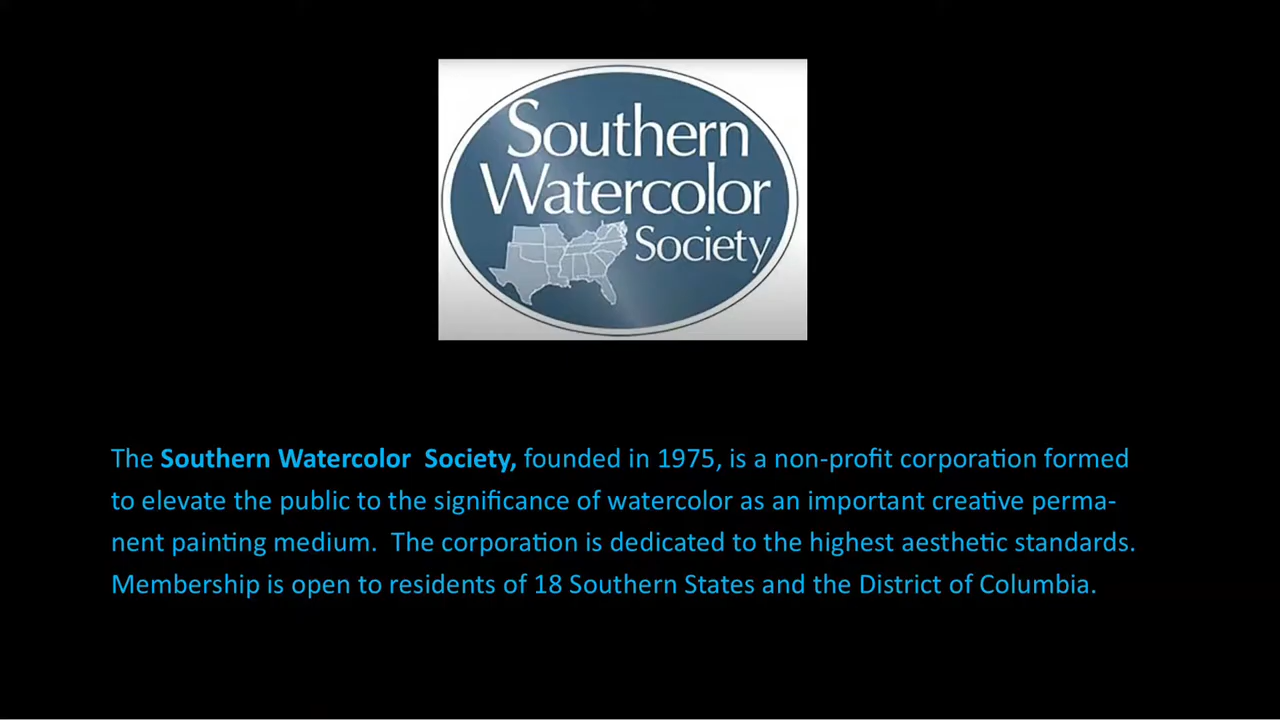 Southern
Watercolor
Society
The Southern Watercolor  Society, founded in 1975, is a non-profit corporation formed
to elevate the public to the significance of watercolor as an important creative perma-
nent painting medium.  The corporation is dedicated to the highest aesthetic standards.
Membership is open to residents of 18 Southern States and the District of Columbia.